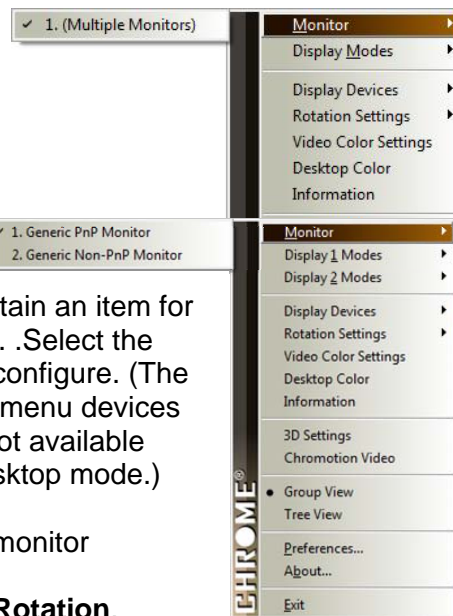 ✓ 1. (Multiple Monitors)
Monitor
Display Modes
Display Devices
Rotation Settings
Video Color Settings
Desktop Color
Information
1. Generic PnP Monitor
2. Generic Non-PnP Monitor
Monitor
Display 1 Modes
Display 2 Modes
Display Devices
Rotation Settings
Video Color Settings
Desktop Color
Information
3D Settings
Chromotion Video
• Group View
Tree View
Preferences...
About...
Exit
CHROME®
tain an item for
. .Select the
configure. (The
menu devices
ot available
sktop mode.)
monitor
Rotation,